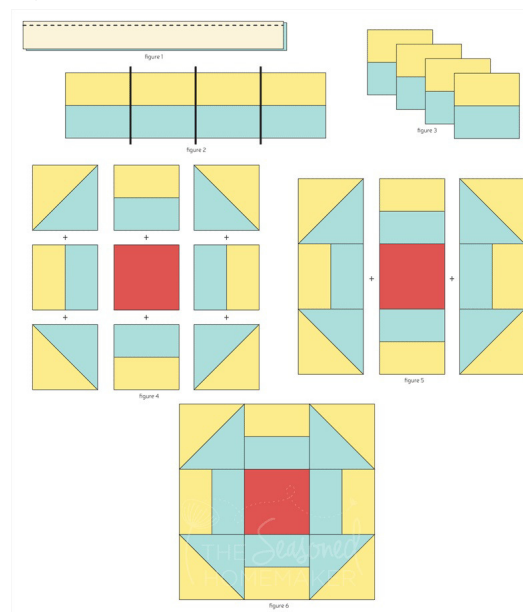 figure 1
figure 2
figure 3
+ + +
+ + +
figure 4
+ +
figure 5
THE Seasoned
HOMEMAKER
figure 6